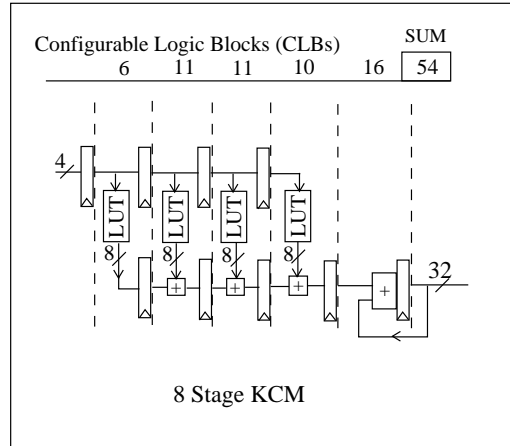 SUM
Configurable Logic Blocks (CLBs)
6 11 11 10 16 54
4
LUT LUT LUT LUT
8 8 8 8
32
+ + + +
8 Stage KCM